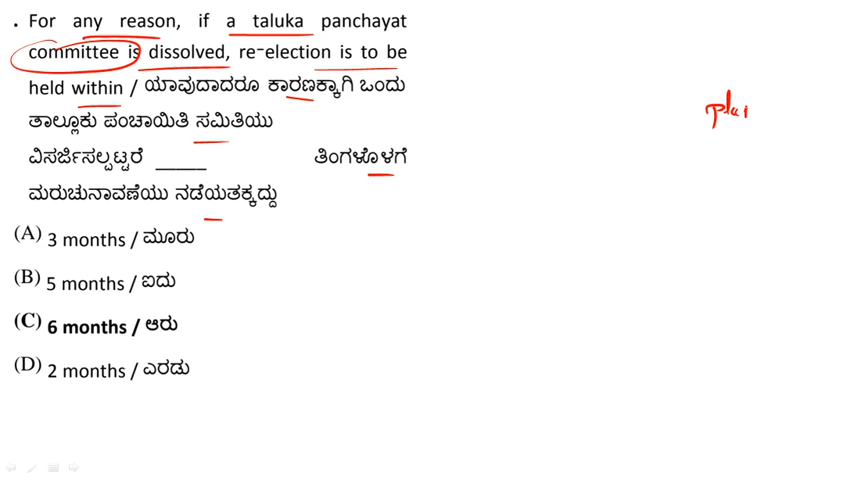 . For any reason, if a taluka panchayat
committee is dissolved, re-election is to be
held within / ಯಾವುದಾದರೂ ಕಾರಣಕ್ಕಾಗಿ ಒಂದು
ತಾಲ್ಲೂಕು ಪಂಚಾಯಿತಿ ಸಮಿತಿಯು
ವಿಸರ್ಜಿಸಲ್ಪಟ್ಟರೆ _____ ತಿಂಗಳೊಳಗೆ
ಮರುಚುನಾವಣೆಯು ನಡೆಯತಕ್ಕದ್ದು
(A) 3 months / ಮೂರು
(B) 5 months / ಐದು
(C) 6 months / ಆರು
(D) 2 months / ಎರಡು